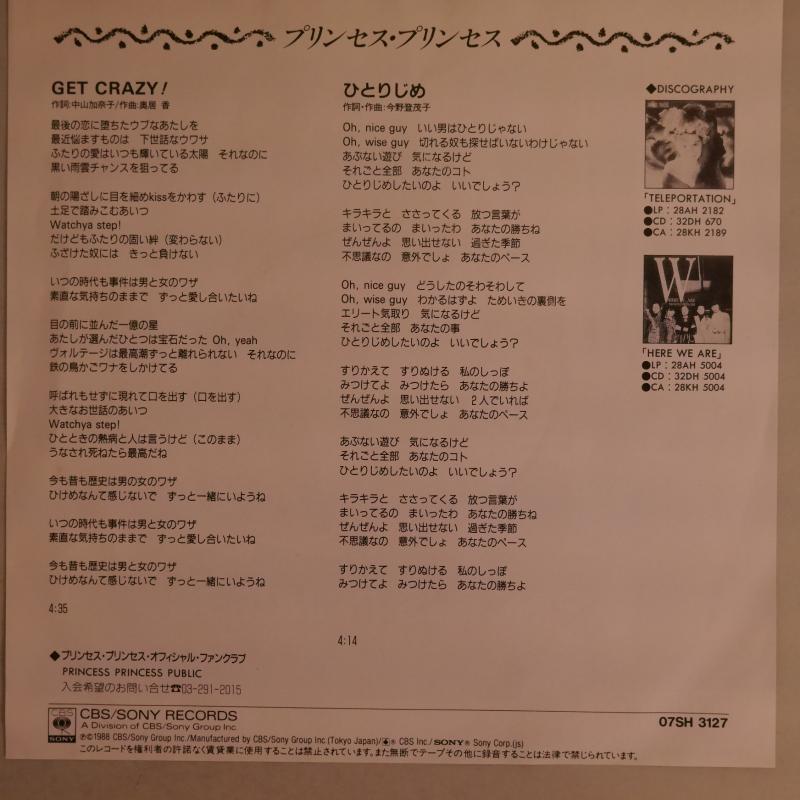 プリンセス・プリンセス
GET CRAZY!
作詞:中山加奈子/作曲:奥居 香
最後の恋に堕ちたウブなあたしを
最近悩ますものは 下世話なウワサ
ふたりの愛はいつも輝いている太陽 それなのに
黒い雨雲チャンスを狙ってる
朝の陽ざしに目を細めkissをかわす（ふたりに）
土足で踏みこむあいつ
Watchya step!
だけどもふたりの固い絆（変わらない）
ふざけた奴には きっと負けない
いつの時代も事件は男と女のワザ
素直な気持ちのままで ずっと愛し合いたいね
目の前に並んだ一億の星
あたしが選んだひとつは宝石だった Oh, yeah
ヴォルテージは最高潮ずっと離れられない それなのに
鉄の鳥かごワナをしかけてる
呼ばれもせずに現れて口を出す（口を出す）
大きなお世話のあいつ
Watchya step!
ひとときの熱病と人は言うけど（このまま）
うなされ死ねたら最高だね
今も昔も歴史は男の女のワザ
ひけめなんて感じないで ずっと一緒にいようね
いつの時代も事件は男と女のワザ
素直な気持ちのままで ずっと愛し合いたいね
今も昔も歴史は男と女のワザ
ひけめなんて感じないで ずっと一緒にいようね
4:35
ひとりじめ
作詞・作曲:今野登茂子
Oh, nice guy いい男はひとりじゃない
Oh, wise guy 切れる奴も探せばいないわけじゃない
あぶない遊び 気になるけど
それごと全部 あなたのコト
ひとりじめしたいのよ いいでしょう?
キラキラと ささってくる 放つ言葉が
まいってるの まいったわ あなたの勝ちね
ぜんぜんよ 思い出せない 過ぎた季節
不思議なの 意外でしょ あなたのペース
Oh, nice guy どうしたのそわそわして
Oh, wise guy わかるはずよ ためいきの裏側を
エリート気取り 気になるけど
それごと全部 あなたの事
ひとりじめしたいのよ いいでしょう?
すりかえて すりぬける 私のしっぽ
みつけてよ みつけたら あなたの勝ちよ
ぜんぜんよ 思い出せない 2人でいれば
不思議なの 意外でしょ あなたのペース
あぶない遊び 気になるけど
それごと全部 あなたのコト
ひとりじめしたいのよ いいでしょう?
キラキラと ささってくる 放つ言葉が
まいってるの まいったわ あなたの勝ちね
ぜんぜんよ 思い出せない 過ぎた季節
不思議なの 意外でしょ あなたのペース
すりかえて すりぬける 私のしっぽ
みつけてよ みつけたら あなたの勝ちよ
4:14
◆DISCOGRAPHY
「TELEPORTATION」
●LP：28AH 2182
●CD：32DH 670
●CA：28KH 2189
「HERE WE ARE」
●LP：28AH 5004
●CD：32DH 5004
●CA：28KH 5004
◆プリンセス・プリンセス・オフィシャル・ファンクラブ
PRINCESS PRINCESS PUBLIC
入会希望のお問い合せ☎03-291-2015
CBS
SONY
CBS/SONY RECORDS
A Division of CBS/Sony Group Inc
07SH 3127
℗©1988 CBS/Sony Group Inc./Manufactured by CBS/Sony Group Inc (Tokyo Japan)/® CBS Inc./SONY® Sony Corp.(js)
このレコードを権利者の許諾なく賃貸業に使用することは禁止されています。また無断でテープその他に録音することは法律で禁じられています。